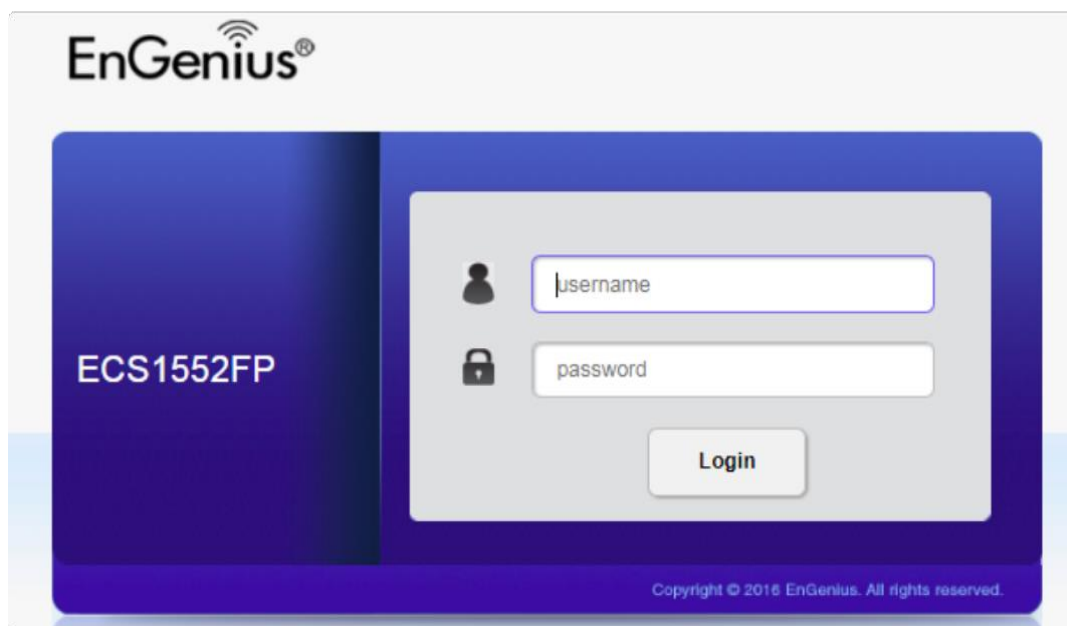 EnGenius®
ECS1552FP
username
password
Login
Copyright © 2016 EnGenius. All rights reserved.